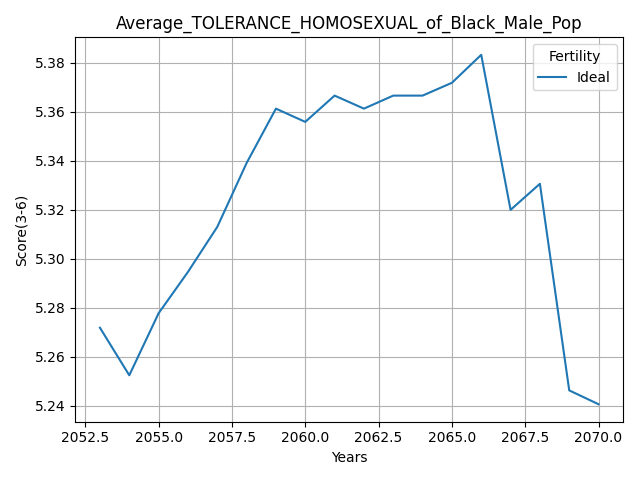 Average_TOLERANCE_HOMOSEXUAL_of_Black_Male_Pop
Fertility
Ideal
Score(3-6)
5.38
5.36
5.34
5.32
5.30
5.28
5.26
5.24
2052.5 2055.0 2057.5 2060.0 2062.5 2065.0 2067.5 2070.0
Years